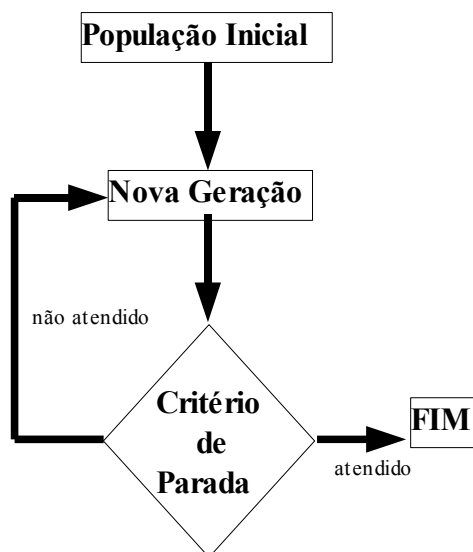 População Inicial
Nova Geração
não atendido
Critério
de
Parada
FIM
atendido